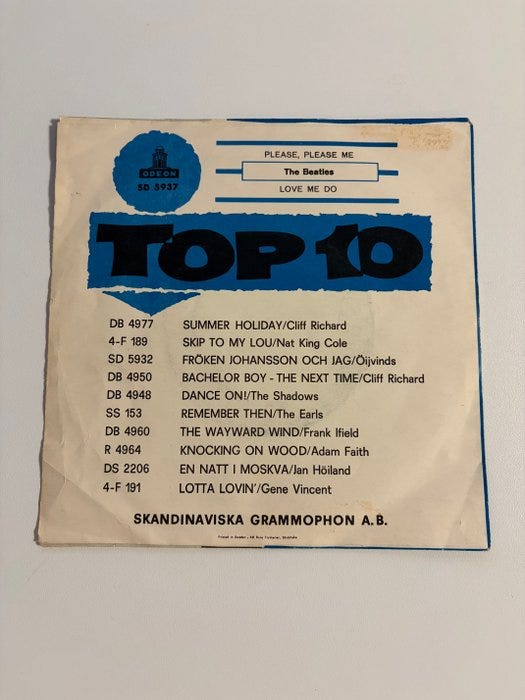 ODEON
SD 5937
PLEASE, PLEASE ME
The Beatles
LOVE ME DO
TOP 10
DB 4977 SUMMER HOLIDAY/Cliff Richard
4-F 189 SKIP TO MY LOU/Nat King Cole
SD 5932 FRÖKEN JOHANSSON OCH JAG/Öijvinds
DB 4950 BACHELOR BOY - THE NEXT TIME/Cliff Richard
DB 4948 DANCE ON!/The Shadows
SS 153 REMEMBER THEN/The Earls
DB 4960 THE WAYWARD WIND/Frank Ifield
R 4964 KNOCKING ON WOOD/Adam Faith
DS 2206 EN NATT I MOSKVA/Jan Höiland
4-F 191 LOTTA LOVIN'/Gene Vincent
SKANDINAVISKA GRAMMOPHON A.B.
Printed in Sweden